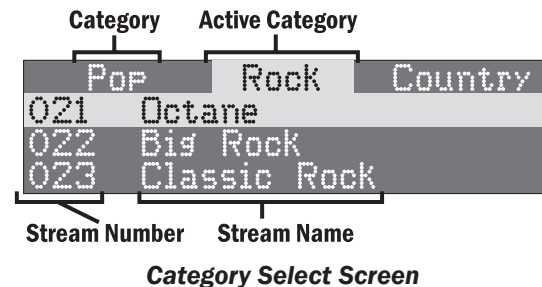 Category Active Category
Pop Rock Country
021 Octane
022 Big Rock
023 Classic Rock
Stream Number Stream Name
Category Select Screen